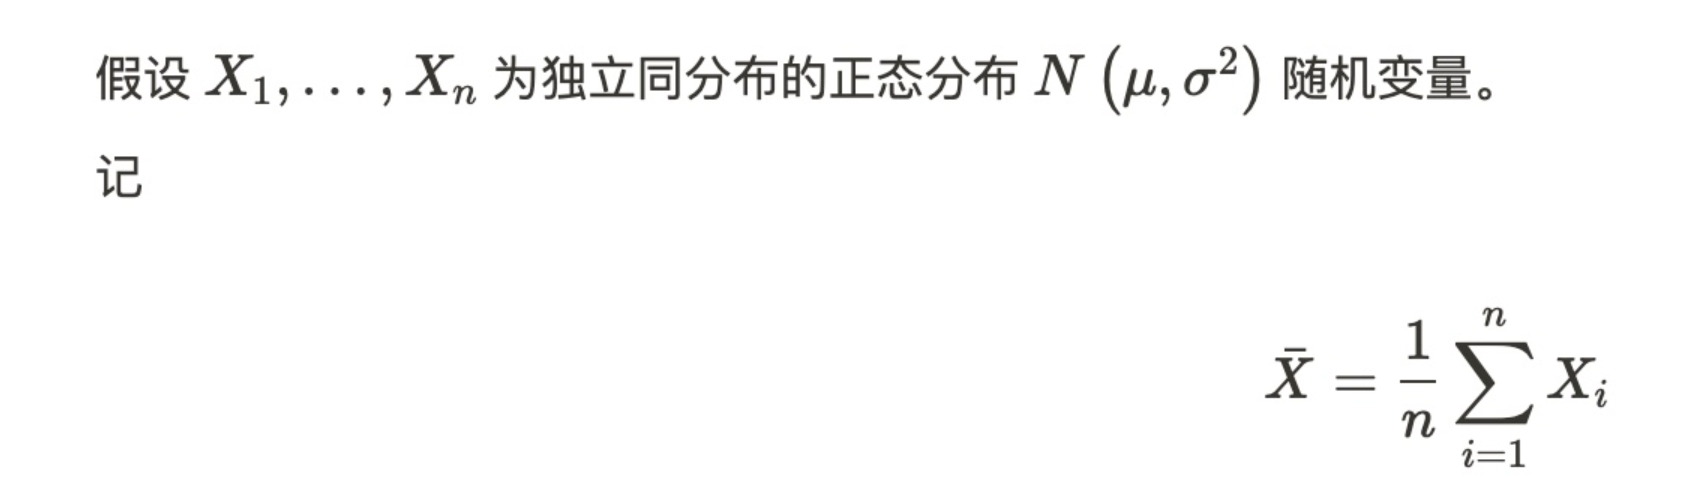 假设 $X_1, \ldots, X_n$ 为独立同分布的正态分布 $N\left(\mu, \sigma^2\right)$ 随机变量。
记
$\bar{X} = \frac{1}{n} \sum_{i=1}^{n} X_i$